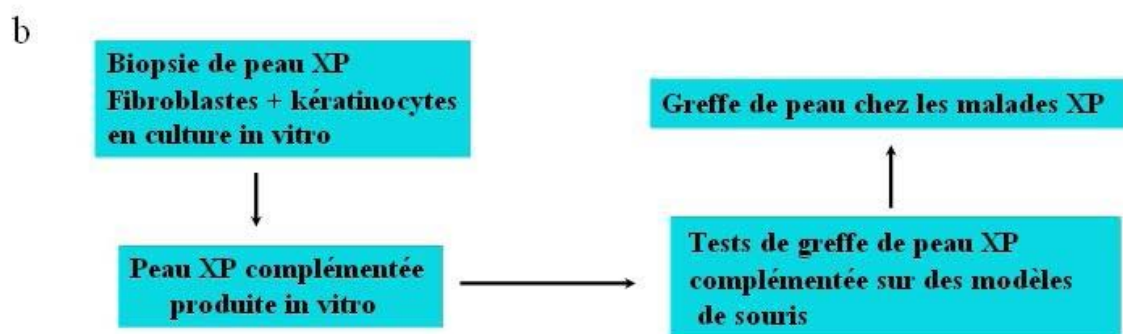 b
Biopsie de peau XP
Fibroblastes + kératinocytes
en culture in vitro
Peau XP complémentée
produite in vitro
Tests de greffe de peau XP
complémentée sur des modèles
de souris
Greffe de peau chez les malades XP